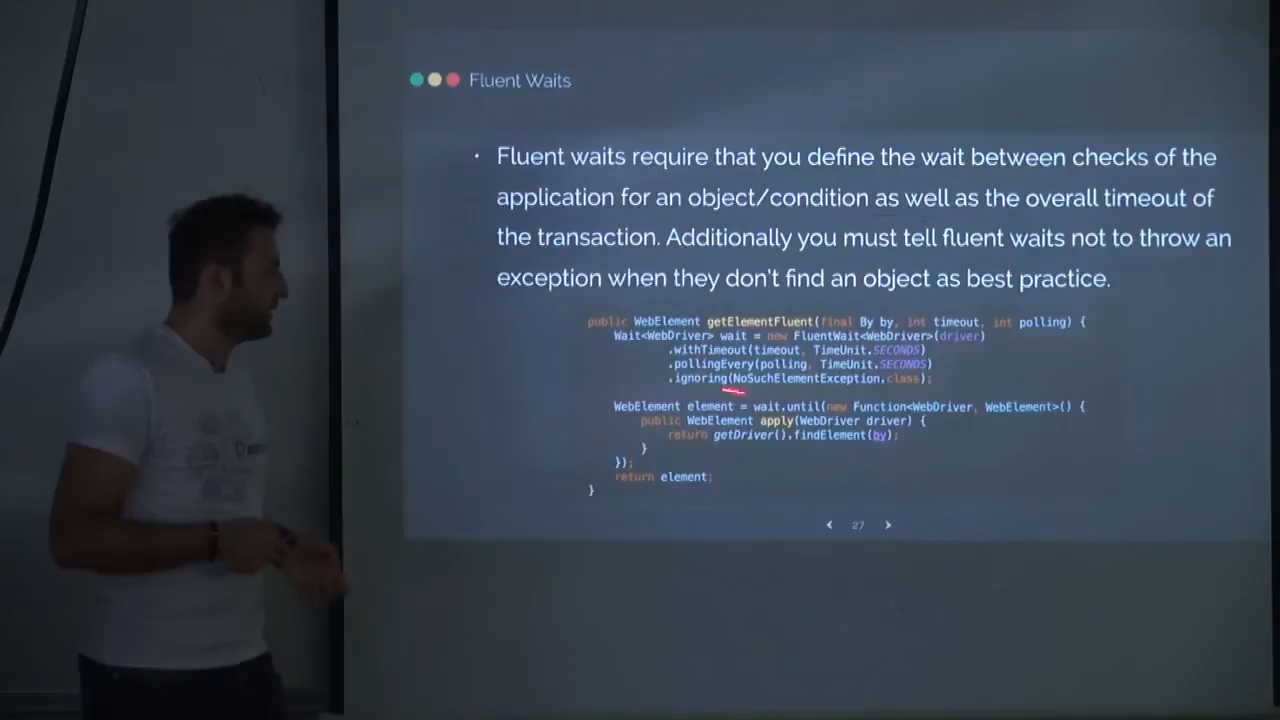 Fluent Waits
• Fluent waits require that you define the wait between checks of the
application for an object/condition as well as the overall timeout of
the transaction. Additionally you must tell fluent waits not to throw an
exception when they don't find an object as best practice.
public WebElement getElementFluent(final By by, int timeout, int polling) {
Wait<WebDriver> wait = new FluentWait<WebDriver>(driver)
.withTimeout(timeout, TimeUnit.SECONDS)
.pollingEvery(polling, TimeUnit.SECONDS)
.ignoring(NoSuchElementException.class);
WebElement element = wait.until(new Function<WebDriver, WebElement>() {
public WebElement apply(WebDriver driver) {
return getDriver().findElement(by);
}
});
return element;
}
< 27 >